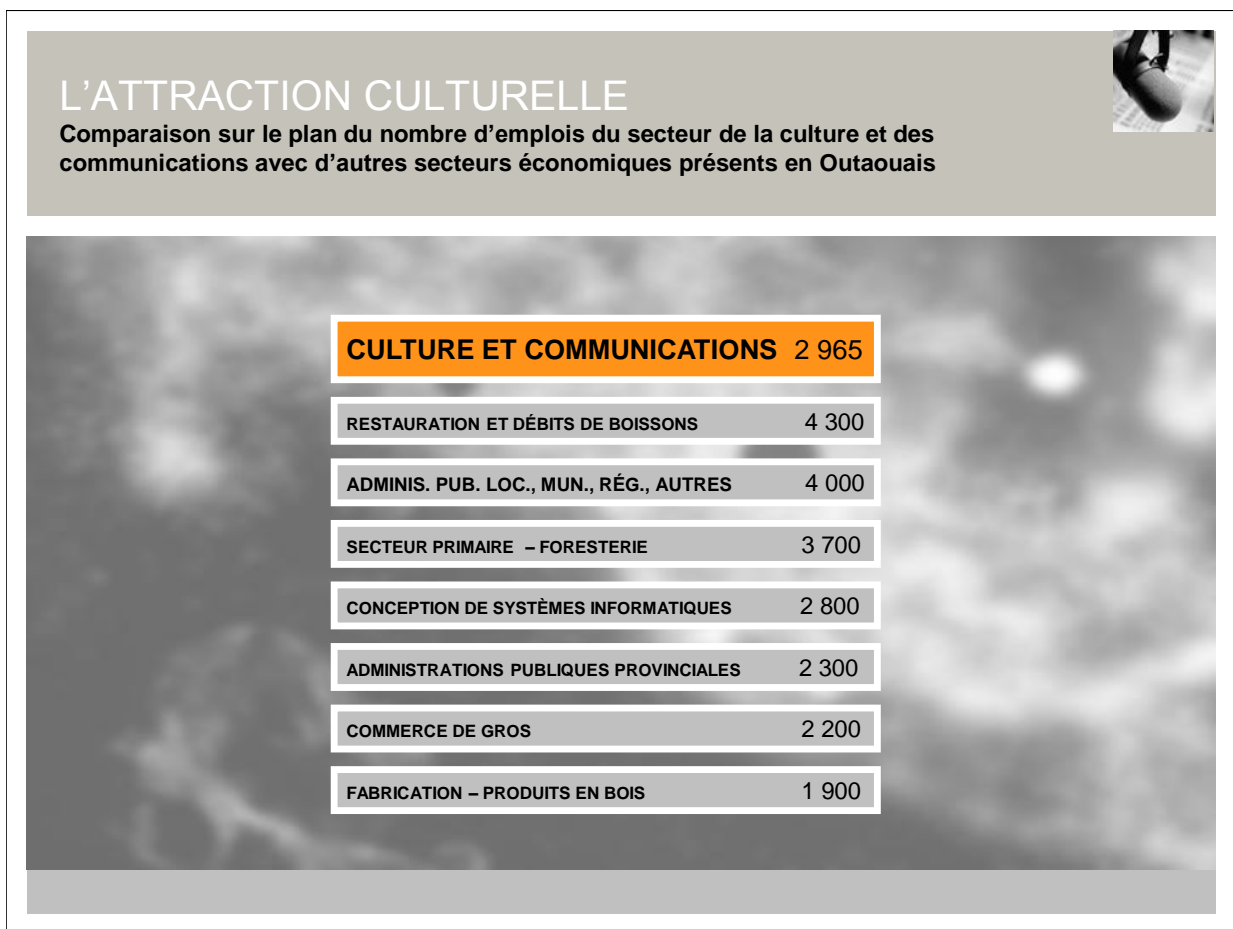 L’ATTRACTION CULTURELLE
Comparaison sur le plan du nombre d’emplois du secteur de la culture et des
communications avec d’autres secteurs économiques présents en Outaouais
CULTURE ET COMMUNICATIONS 2 965
RESTAURATION ET DÉBITS DE BOISSONS 4 300
ADMINIS. PUB. LOC., MUN., RÉG., AUTRES 4 000
SECTEUR PRIMAIRE – FORESTERIE 3 700
CONCEPTION DE SYSTÈMES INFORMATIQUES 2 800
ADMINISTRATIONS PUBLIQUES PROVINCIALES 2 300
COMMERCE DE GROS 2 200
FABRICATION – PRODUITS EN BOIS 1 900